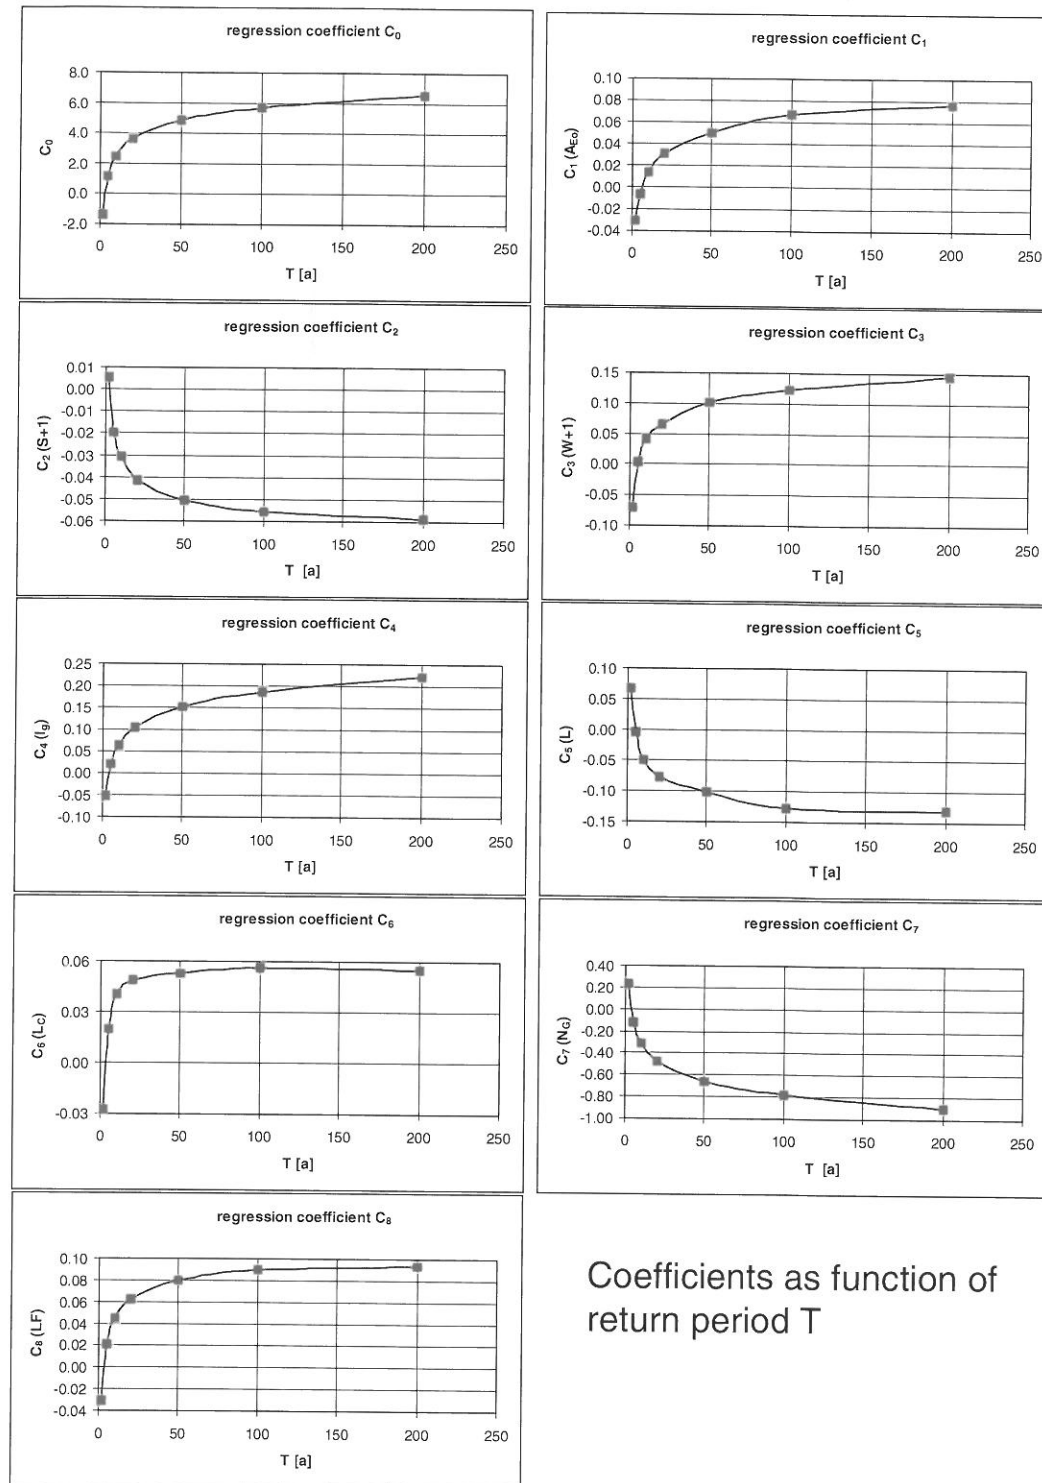 regression coefficient C₀
8.0
6.0
4.0
2.0
0.0
-2.0
C₀
0 50 100 150 200 250
T [a]
regression coefficient C₁
0.10
0.08
0.06
0.04
0.02
0.00
-0.02
-0.04
C₁ (A_Eo)
0 50 100 150 200 250
T [a]
regression coefficient C₂
0.01
0.00
-0.01
-0.02
-0.03
-0.04
-0.05
-0.06
C₂ (S+1)
0 50 100 150 200 250
T [a]
regression coefficient C₃
0.15
0.10
0.05
0.00
-0.05
-0.10
C₃ (W+1)
0 50 100 150 200 250
T [a]
regression coefficient C₄
0.25
0.20
0.15
0.10
0.05
0.00
-0.05
-0.10
C₄ (I_g)
0 50 100 150 200 250
T [a]
regression coefficient C₅
0.10
0.05
0.00
-0.05
-0.10
-0.15
C₅ (L)
0 50 100 150 200 250
T [a]
regression coefficient C₆
0.06
0.03
0.00
-0.03
C₆ (L_C)
0 50 100 150 200 250
T [a]
regression coefficient C₇
0.40
0.20
0.00
-0.20
-0.40
-0.60
-0.80
-1.00
C₇ (N_G)
0 50 100 150 200 250
T [a]
regression coefficient C₈
0.10
0.08
0.06
0.04
0.02
0.00
-0.02
-0.04
C₈ (LF)
0 50 100 150 200 250
T [a]
Coefficients as function of
return period T